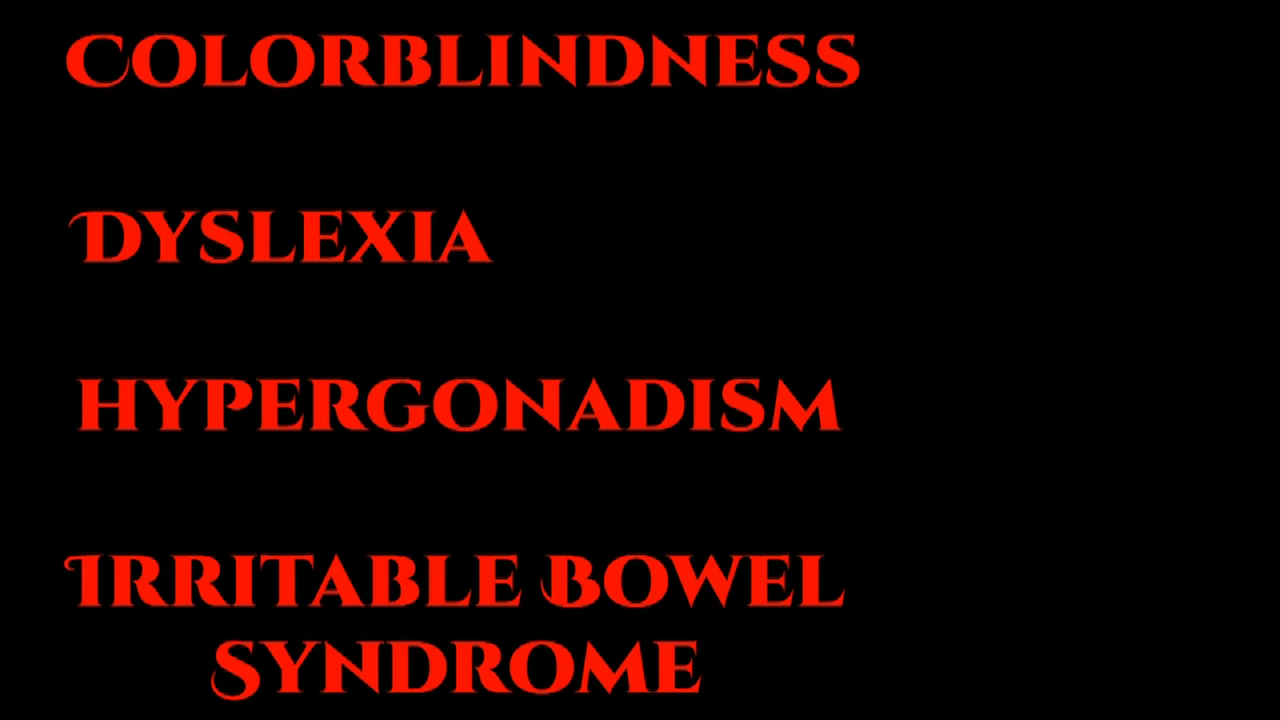 Colorblindness
Dyslexia
hypergonadism
Irritable Bowel
Syndrome